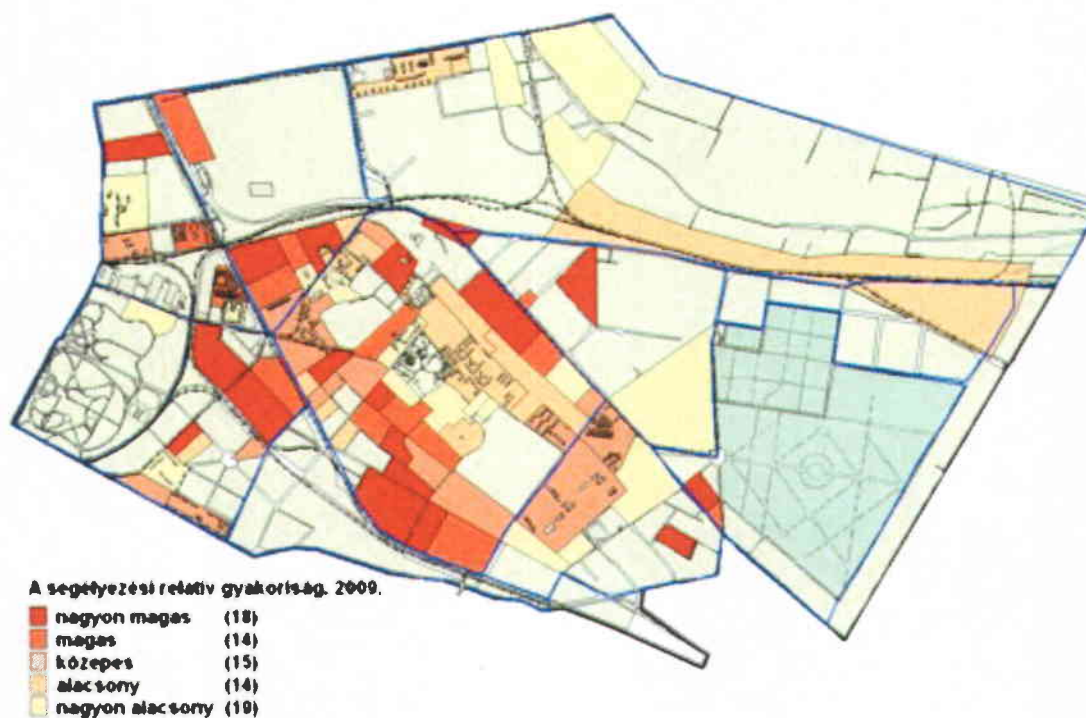 A segélyezési relatív gyakoriság, 2009.
nagyon magas (18)
magas (14)
közepes (15)
alacsony (14)
nagyon alacsony (19)